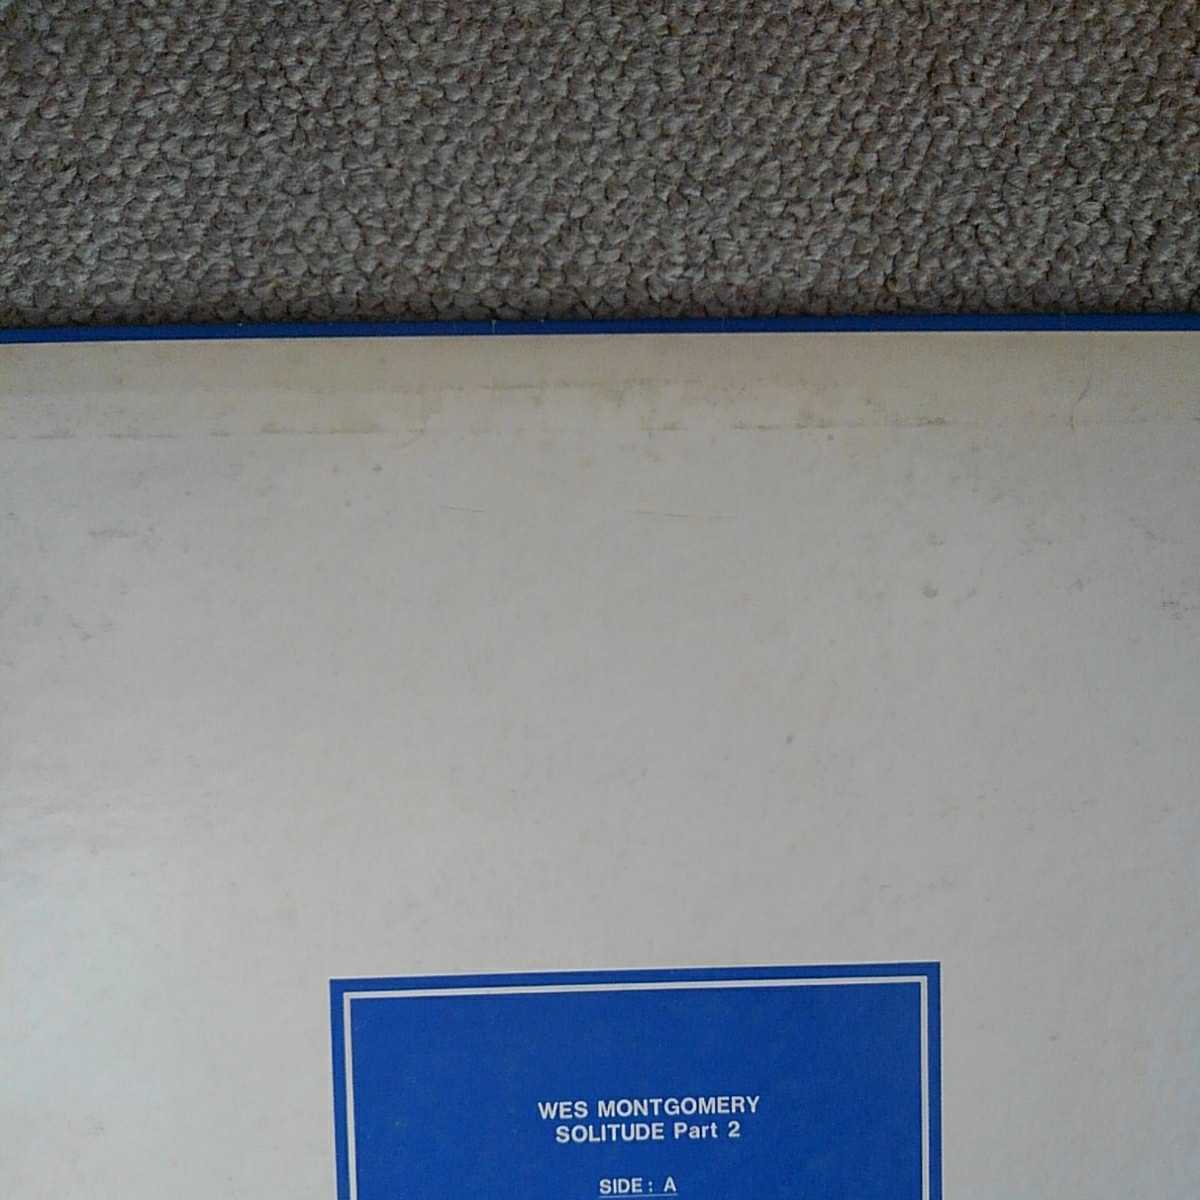 WES MONTGOMERY
SOLITUDE Part 2
SIDE : A